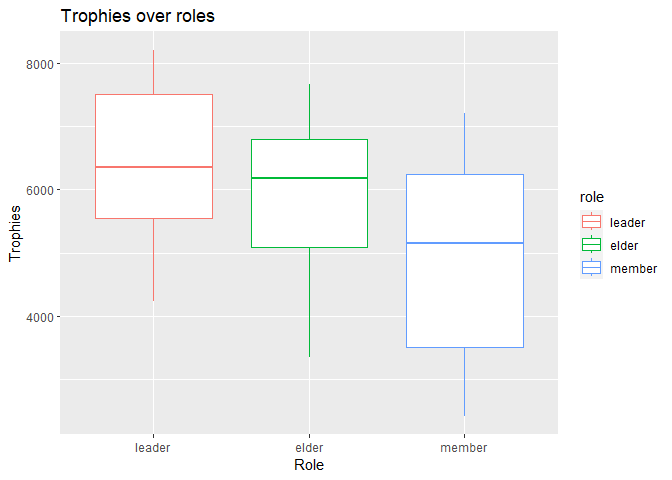 Trophies over roles
8000
6000
4000
Trophies
leader
elder
member
Role
role
leader
elder
member